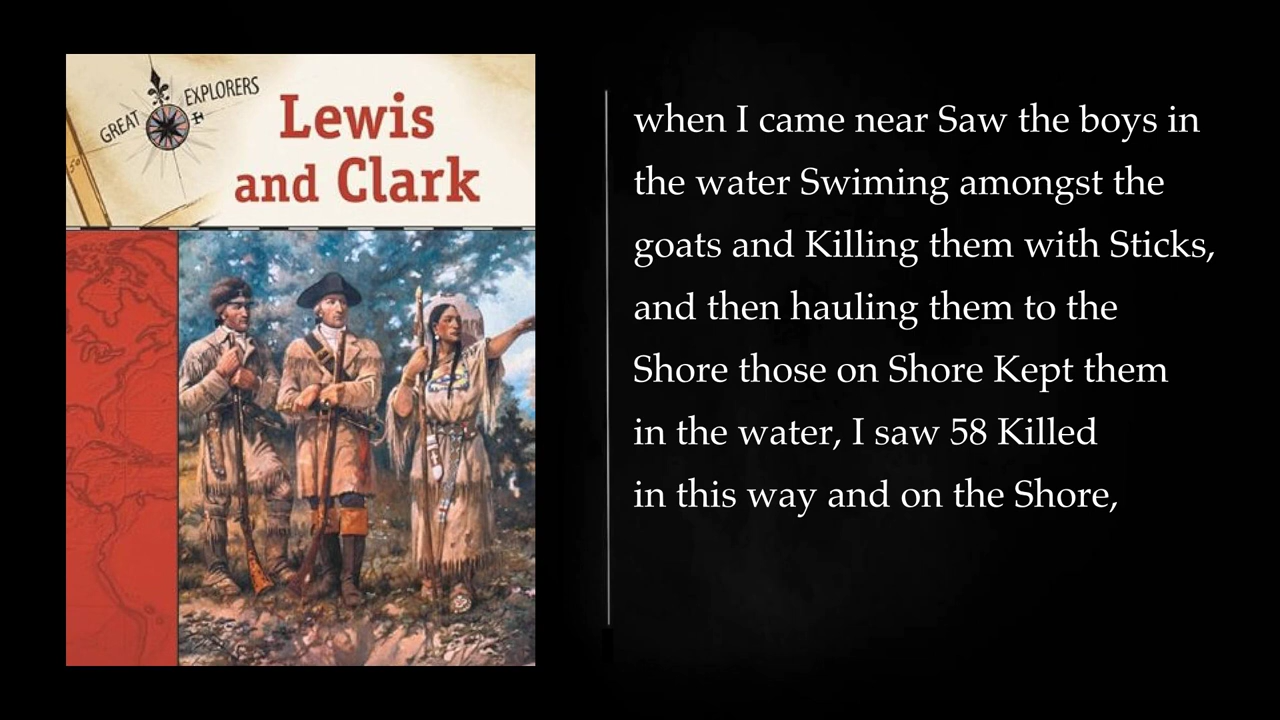 GREAT EXPLORERS
Lewis
and Clark
50
when I came near Saw the boys in
the water Swiming amongst the
goats and Killing them with Sticks,
and then hauling them to the
Shore those on Shore Kept them
in the water, I saw 58 Killed
in this way and on the Shore,